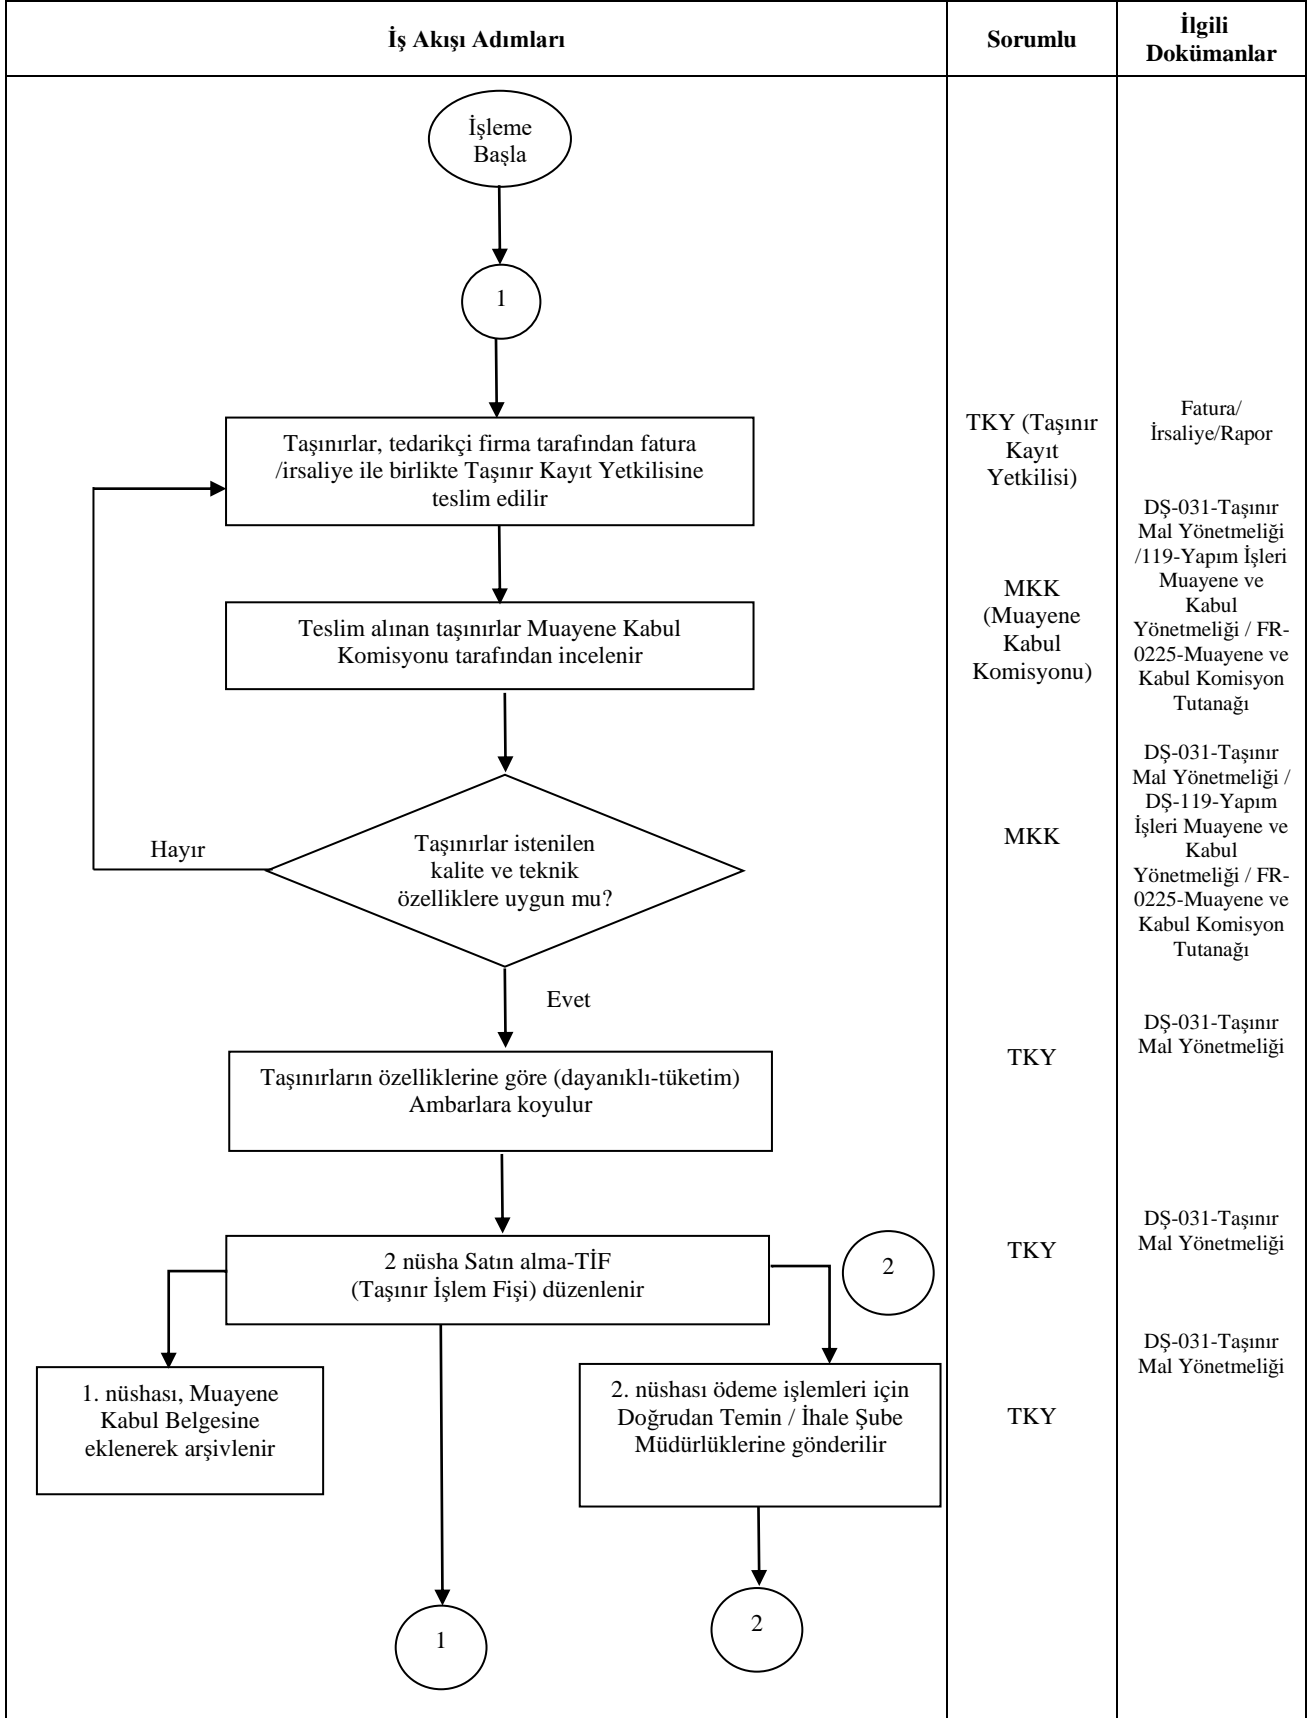 İş Akışı Adımları
Sorumlu
İlgili
Dokümanlar
İşleme
Başla
1
Taşınırlar, tedarikçi firma tarafından fatura
/irsaliye ile birlikte Taşınır Kayıt Yetkilisine
teslim edilir
TKY (Taşınır
Kayıt
Yetkilisi)
Fatura/
İrsaliye/Rapor
Teslim alınan taşınırlar Muayene Kabul
Komisyonu tarafından incelenir
MKK
(Muayene
Kabul
Komisyonu)
DŞ-031-Taşınır
Mal Yönetmeliği
/119-Yapım İşleri
Muayene ve
Kabul
Yönetmeliği / FR-
0225-Muayene ve
Kabul Komisyon
Tutanağı
Taşınırlar istenilen
kalite ve teknik
özelliklere uygun mu?
Hayır
Evet
MKK
DŞ-031-Taşınır
Mal Yönetmeliği /
DŞ-119-Yapım
İşleri Muayene ve
Kabul
Yönetmeliği / FR-
0225-Muayene ve
Kabul Komisyon
Tutanağı
Taşınırların özelliklerine göre (dayanıklı-tüketim)
Ambarlara koyulur
TKY
DŞ-031-Taşınır
Mal Yönetmeliği
2 nüsha Satın alma-TİF
(Taşınır İşlem Fişi) düzenlenir
2
TKY
DŞ-031-Taşınır
Mal Yönetmeliği
1. nüshası, Muayene
Kabul Belgesine
eklenerek arşivlenir
2. nüshası ödeme işlemleri için
Doğrudan Temin / İhale Şube
Müdürlüklerine gönderilir
TKY
DŞ-031-Taşınır
Mal Yönetmeliği
1
2